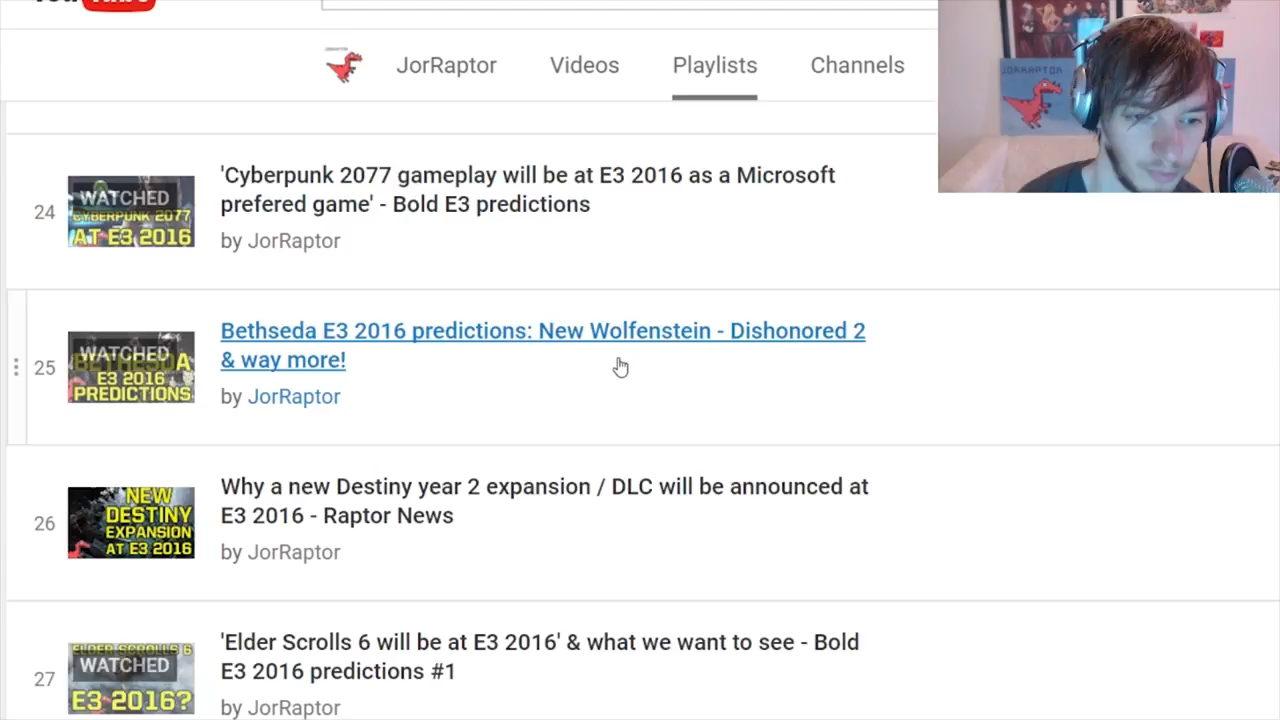 YouTube
JorRaptor
Videos
Playlists
Channels
JORRAPTOR
24
WATCHED
CYBERPUNK 2077
AT E3 2016
'Cyberpunk 2077 gameplay will be at E3 2016 as a Microsoft
prefered game' - Bold E3 predictions
by JorRaptor
25
WATCHED
BETHESDA
E3 2016
PREDICTIONS
Bethseda E3 2016 predictions: New Wolfenstein - Dishonored 2
& way more!
by JorRaptor
26
NEW
DESTINY
EXPANSION
AT E3 2016
Why a new Destiny year 2 expansion / DLC will be announced at
E3 2016 - Raptor News
by JorRaptor
27
ELDER SCROLLS 6
WATCHED
E3 2016?
'Elder Scrolls 6 will be at E3 2016' & what we want to see - Bold
E3 2016 predictions #1
by JorRaptor